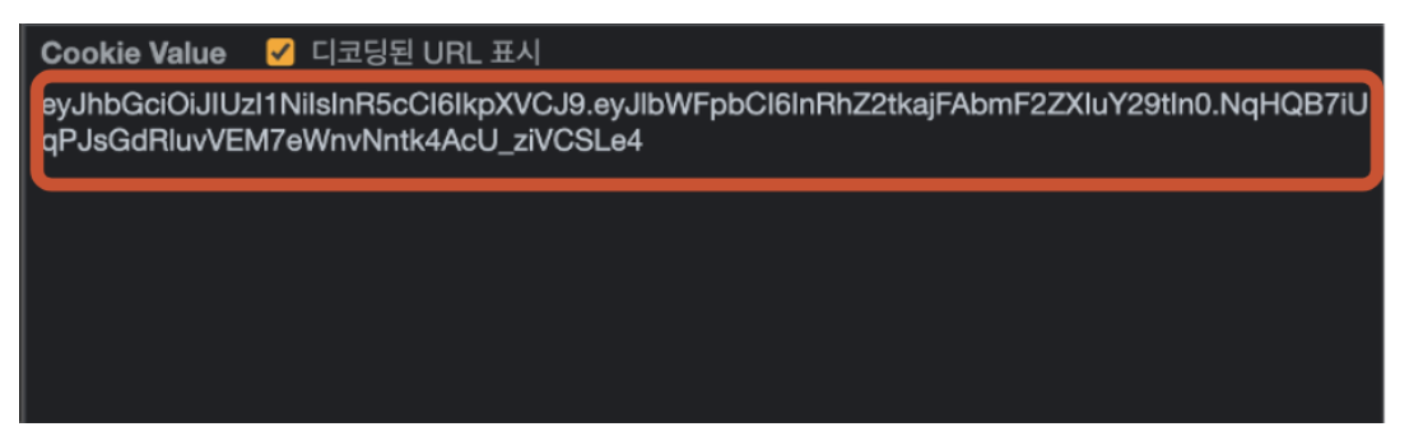 Cookie Value 디코딩된 URL 표시
eyJhbGciOiJIUzI1NiIsInR5cCI6IkpXVCJ9.eyJlbWFpbCI6InRhZ2tkajFAbmF2ZXIuY29tIn0.NqHQB7iU
qPJsGdRluvVEM7eWnvNntk4AcU_ziVCSLe4